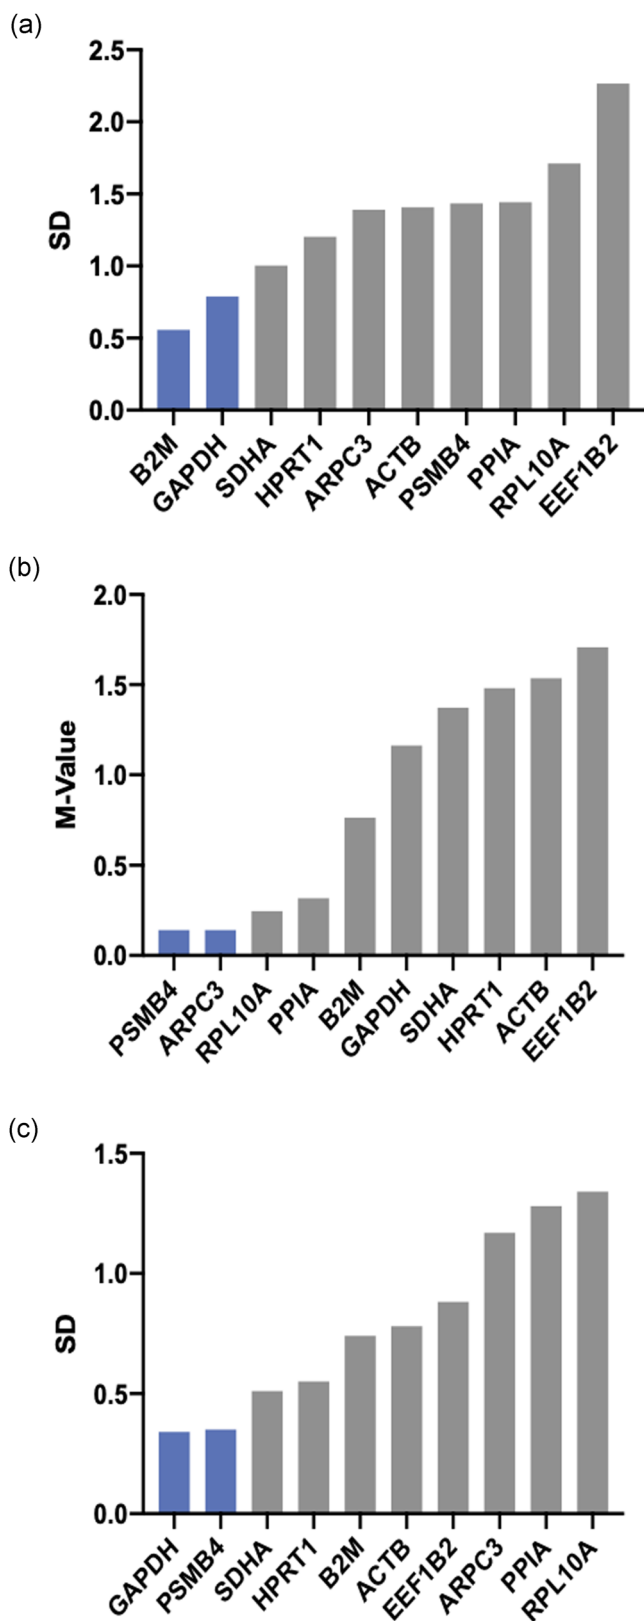 (a)
2.5
2.0
1.5
1.0
0.5
0.0
SD
B2M
GAPDH
SDHA
HPRT1
ARPC3
ACTB
PSMB4
PPIA
RPL10A
EEF1B2
(b)
2.0
1.5
1.0
0.5
0.0
M-Value
PSMB4
ARPC3
RPL10A
PPIA
B2M
GAPDH
SDHA
HPRT1
ACTB
EEF1B2
(c)
1.5
1.0
0.5
0.0
SD
GAPDH
PSMB4
SDHA
HPRT1
B2M
ACTB
EEF1B2
ARPC3
PPIA
RPL10A